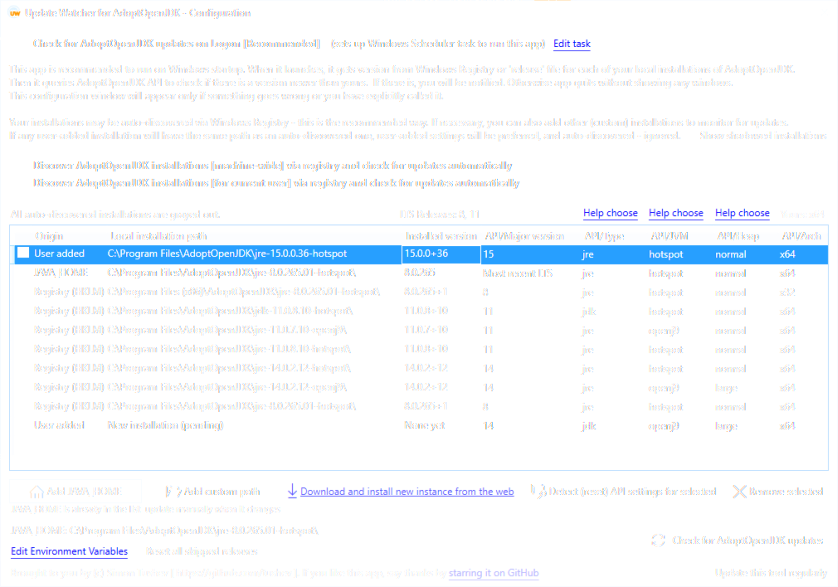 Update Watcher for AdoptOpenJDK - Configuration
Check for AdoptOpenJDK updates on Logon [Recommended] (sets up Windows Scheduler task to run this app) Edit task
This app is recommended to run on Windows startup. When it launches, it gets version from Windows Registry or 'release' file for each of your local installations of AdoptOpenJDK.
Then it queries AdoptOpenJDK API to check if there is a version newer than yours. If there is, you will be notified. Otherwise app quits without showing any windows.
This configuration window will appear only if something goes wrong or you issue explicitly called it.
Your installations may be auto-discovered via Windows Registry - this is the recommended way. If necessary, you can also add other (custom) installations to monitor for updates.
If any user-added installation will have the same path as an auto-discovered one, user-added settings will be preferred, and auto-discovered - ignored. Show shadowed installations
Discover AdoptOpenJDK installations [machine-wide] via registry and check for updates automatically
Discover AdoptOpenJDK installations [for current user] via registry and check for updates automatically
All auto-discovered installations are grayed out. LTS Releases: 8, 11 Help choose Help choose Help choose
Origin Local installation path Installed version API/Major version API/Type API/JVM API/Heap API/Arch
User added C:\Program Files\AdoptOpenJDK\jre-15.0.0.36-hotspot 15.0.0+36 15 jre hotspot normal x64
JAVA_HOME C:\Program Files\AdoptOpenJDK\jre-8.0.265.01-hotspot\ 8.0.265 Most recent LTS jre hotspot normal x64
Registry (HKLM) C:\Program Files (x86)\AdoptOpenJDK\jre-8.0.265.01-hotspot\ 8.0.265+1 8 jre hotspot normal x32
Registry (HKLM) C:\Program Files\AdoptOpenJDK\jdk-11.0.8.10-hotspot\ 11.0.8+10 11 jdk hotspot normal x64
Registry (HKLM) C:\Program Files\AdoptOpenJDK\jre-11.0.7.10-openj9\ 11.0.7+10 11 jre openj9 normal x64
Registry (HKLM) C:\Program Files\AdoptOpenJDK\jre-11.0.8.10-hotspot\ 11.0.8+10 11 jre hotspot normal x64
Registry (HKLM) C:\Program Files\AdoptOpenJDK\jre-14.0.2.12-hotspot\ 14.0.2+12 14 jre hotspot normal x64
Registry (HKLM) C:\Program Files\AdoptOpenJDK\jre-14.0.2.12-openj9\ 14.0.2+12 14 jre openj9 large x64
Registry (HKLM) C:\Program Files\AdoptOpenJDK\jre-8.0.265.01-hotspot\ 8.0.265+1 8 jre hotspot normal x64
User added New installation (pending) None yet 14 jdk openj9 large x64
Add JAVA_HOME Add custom path Download and install new instance from the web Detect (reset) API settings for selected Remove selected
JAVA_HOME is already in the list
JAVA_HOME: C:\Program Files\AdoptOpenJDK\jre-8.0.265.01-hotspot\
Check for AdoptOpenJDK updates
Edit Environment Variables Reset all skipped releases
if you like this app, say thanks by starring it on GitHub Update this tool regularly